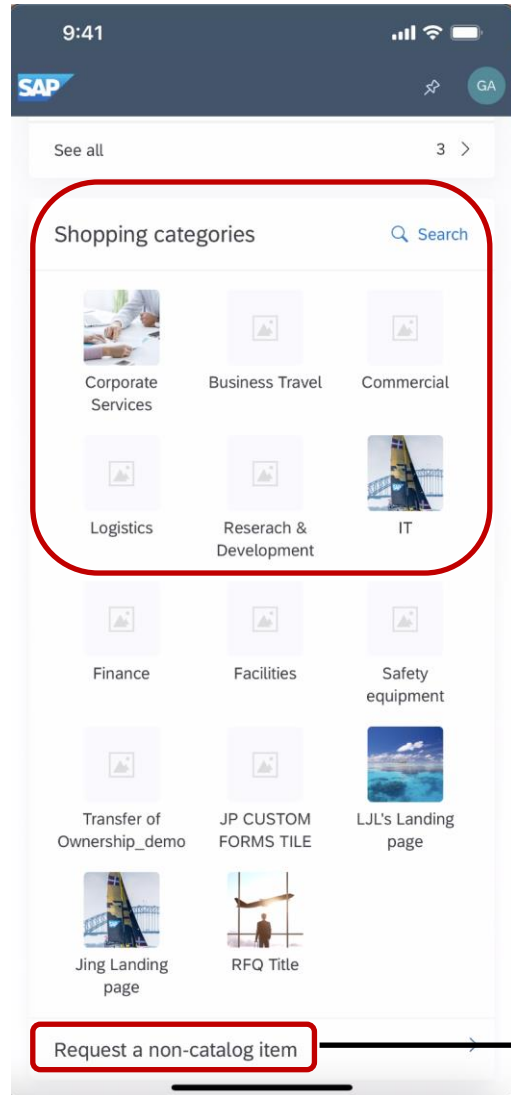 9:41
SAP
GA
See all 3
Shopping categories Search
Corporate Business Travel Commercial
Services
Logistics Reserach & IT
Development
Finance Facilities Safety
equipment
Transfer of JP CUSTOM LJL's Landing
Ownership_demo FORMS TILE page
Jing Landing RFQ Title
page
Request a non-catalog item